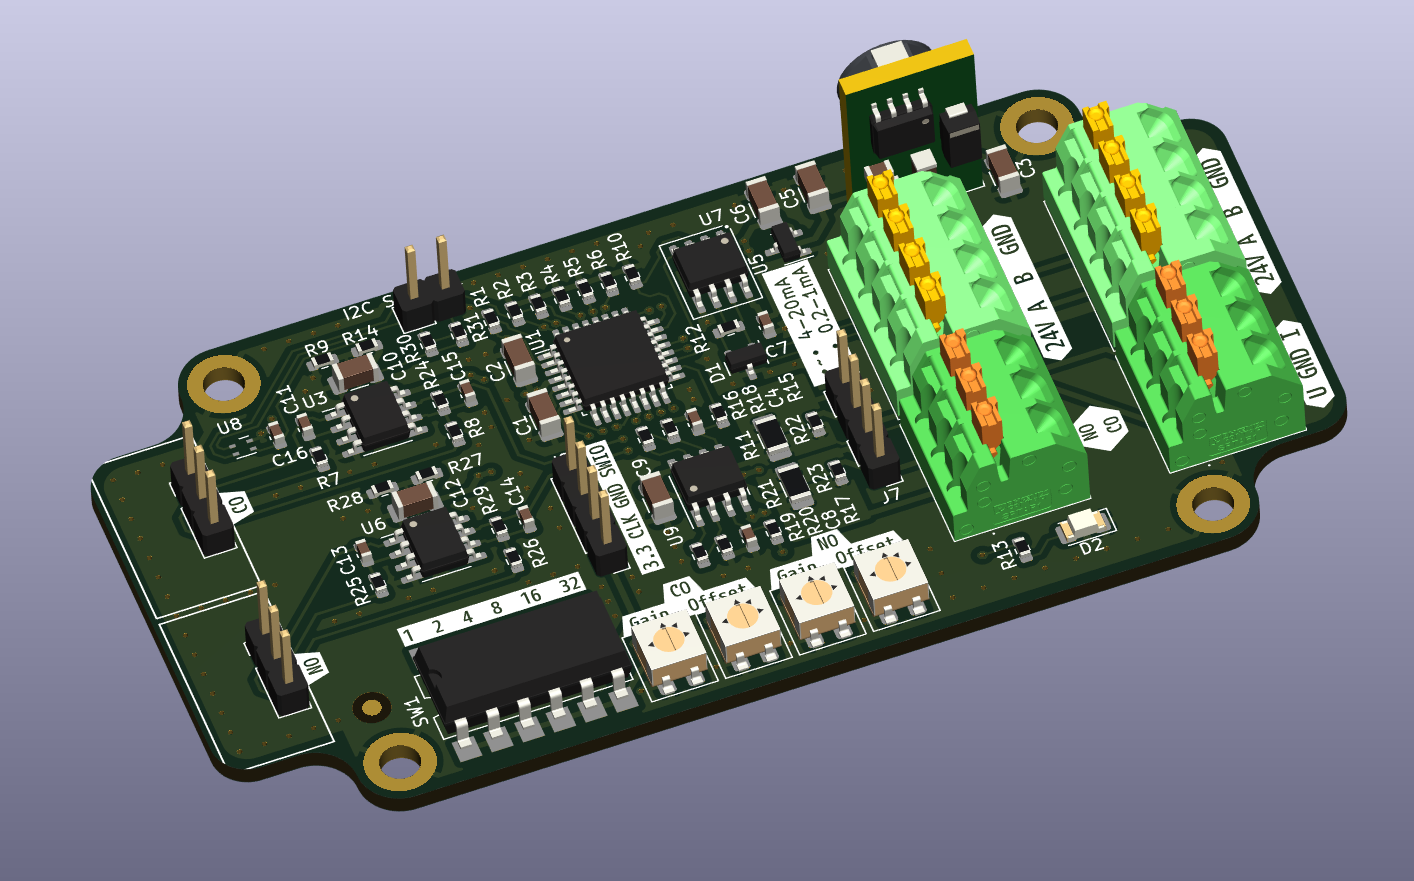 C3
GND
B
A
24V
U GND I
GND
B
A
24V
CO
NO
C6
C5
U7
U5
4-20mA
0.2-1mA
I2C S
R31
R1
R2
R3
R4
R5
R6
R10
R9
R14
R30
C10
R24
C15
U1
C2
R12
C7
D1
U3
C11
U8
C16
R7
R8
C1
R16
R18
C4
R15
R11
R22
CO
R28
R27
U6
C12
R29
C14
C13
R25
R26
3.3 CLK GND SWIO
C9
U9
R21
R23
R19
R20
C8
R17
J7
R13
D2
NO
Gain Offset
CO
Gain Offset
1 2 4 8 16 32
NO
SW1